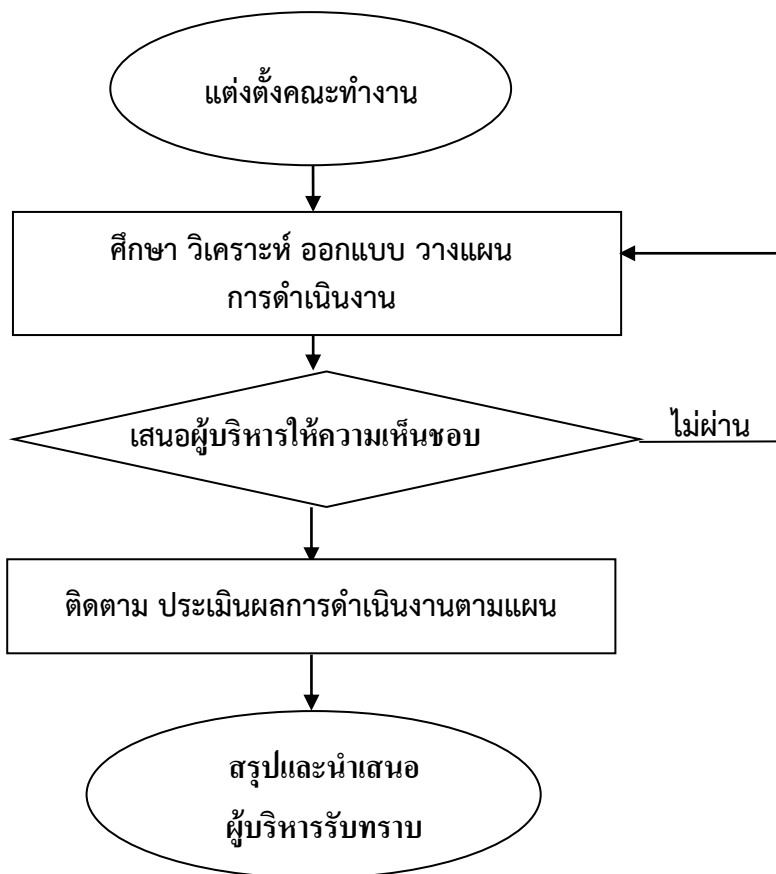 แต่งตั้งคณะทำงาน
ศึกษา วิเคราะห์ ออกแบบ วางแผน
การดำเนินงาน
เสนอผู้บริหารให้ความเห็นชอบ
ไม่ผ่าน
ติดตาม ประเมินผลการดำเนินงานตามแผน
สรุปและนำเสนอ
ผู้บริหารรับทราบ